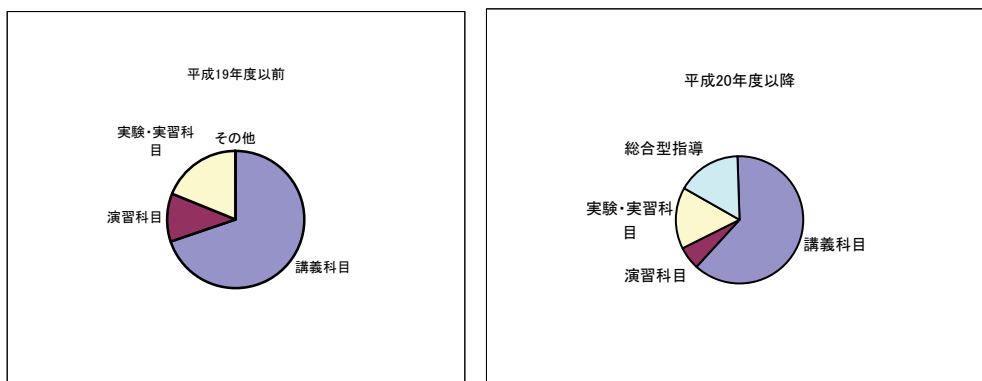 平成19年度以前
実験・実習科
目
その他
演習科目
講義科目
平成20年度以降
総合型指導
実験・実習科
目
講義科目
演習科目